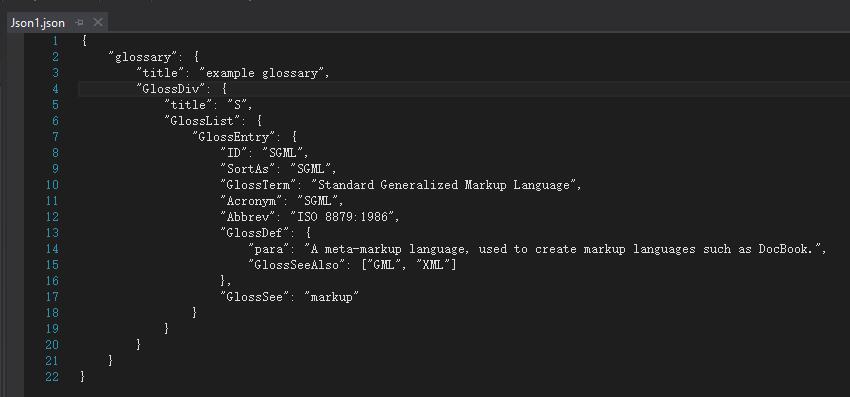 Json1.json
1 {
2     "glossary": {
3         "title": "example glossary",
4         "GlossDiv": {
5             "title": "S",
6             "GlossList": {
7                 "GlossEntry": {
8                     "ID": "SGML",
9                     "SortAs": "SGML",
10                     "GlossTerm": "Standard Generalized Markup Language",
11                     "Acronym": "SGML",
12                     "Abbrev": "ISO 8879:1986",
13                     "GlossDef": {
14                         "para": "A meta-markup language, used to create markup languages such as DocBook.",
15                         "GlossSeeAlso": ["GML", "XML"]
16                     },
17                     "GlossSee": "markup"
18                 }
19             }
20         }
21     }
22 }